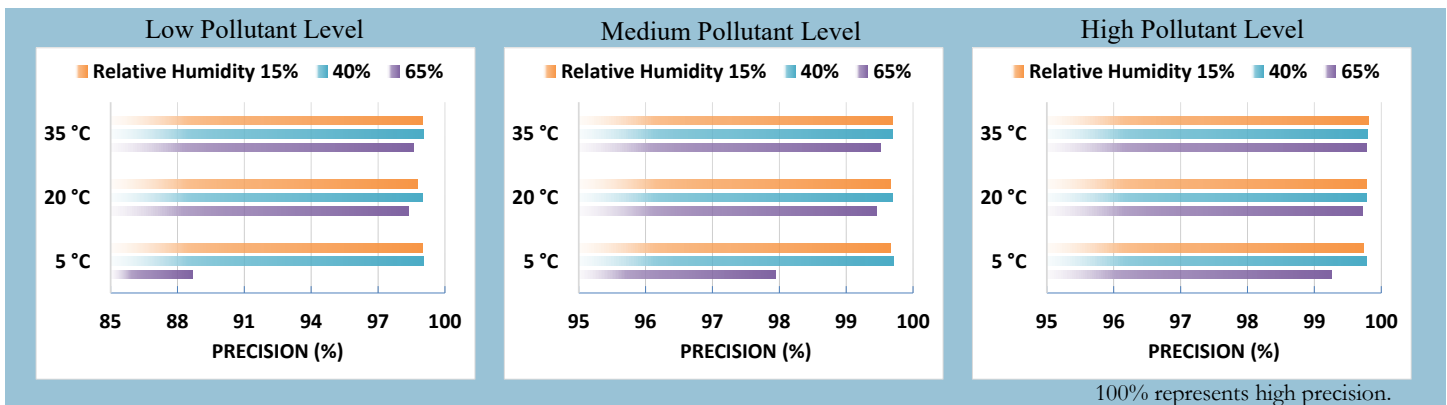 Low Pollutant Level
Relative Humidity 15% 40% 65%
35 °C
20 °C
5 °C
85 88 91 94 97 100
PRECISION (%)
Medium Pollutant Level
Relative Humidity 15% 40% 65%
35 °C
20 °C
5 °C
95 96 97 98 99 100
PRECISION (%)
High Pollutant Level
Relative Humidity 15% 40% 65%
35 °C
20 °C
5 °C
95 96 97 98 99 100
PRECISION (%)
100% represents high precision.